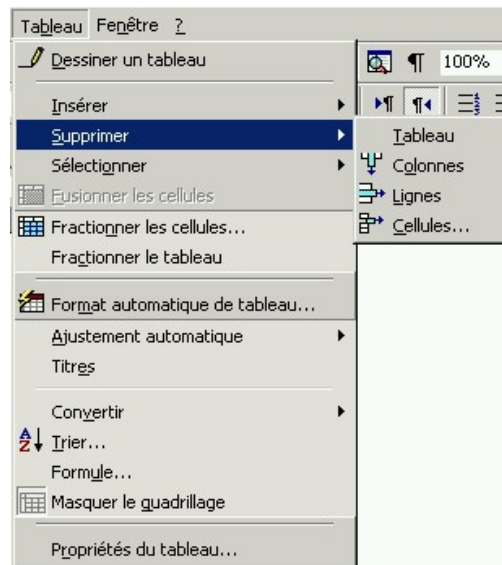 Tableau Fenêtre ?
Dessiner un tableau
100%
Insérer
Supprimer
Tableau
Sélectionner
Colonnes
Fusionner les cellules
Lignes
Fractionner les cellules...
Cellules...
Fractionner le tableau
Format automatique de tableau...
Ajustement automatique
Titres
Convertir
Trier...
Formule...
Masquer le quadrillage
Propriétés du tableau...